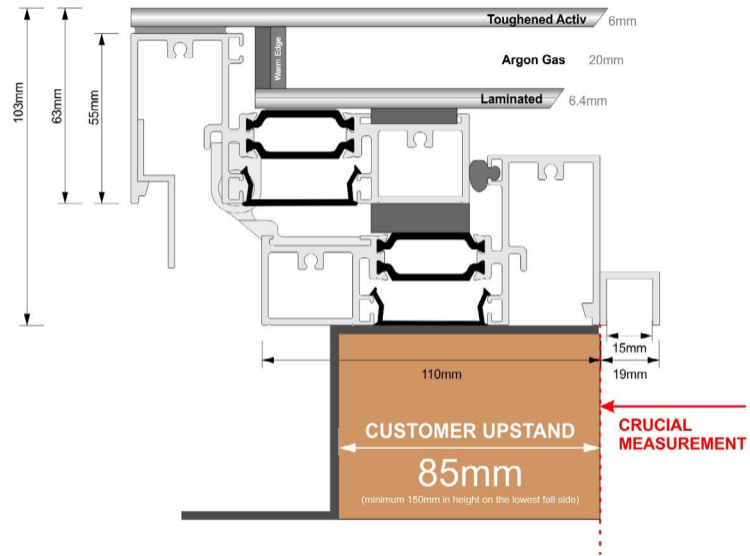 Toughened Activ 6mm
Warm Edge
Argon Gas 20mm
Laminated 6.4mm
103mm
63mm
55mm
15mm
110mm
19mm
CUSTOMER UPSTAND
85mm
(minimum 150mm in height on the lowest fall side)
CRUCIAL
MEASUREMENT